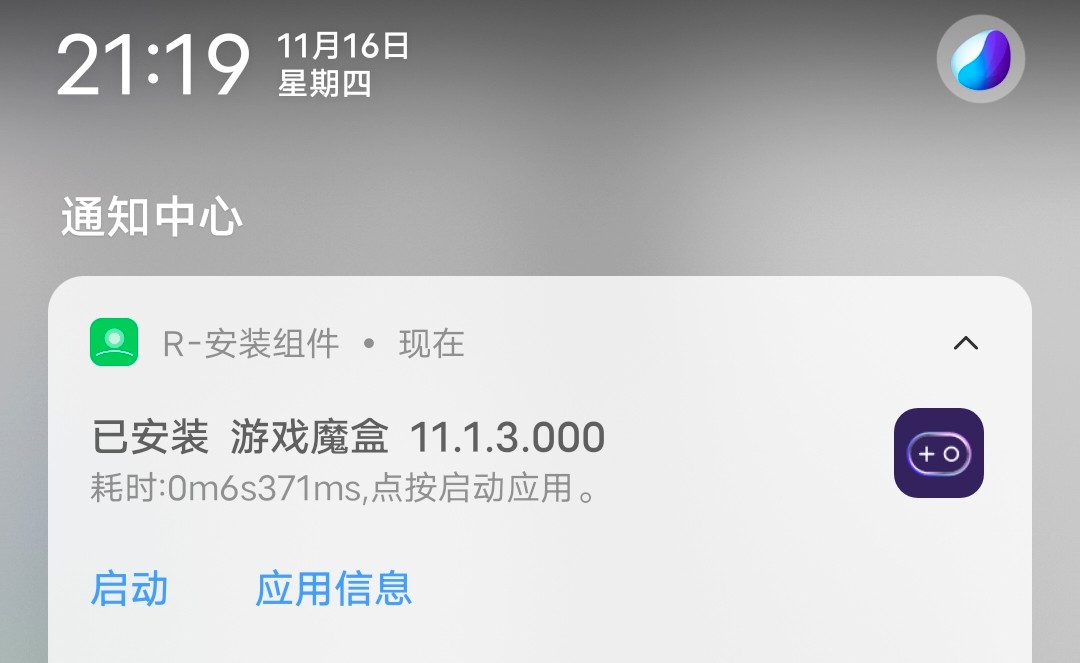 21:19
11月16日
星期四
通知中心
R-安装组件 • 现在
已安装 游戏魔盒 11.1.3.000
耗时:0m6s371ms,点按启动应用。
启动 应用信息